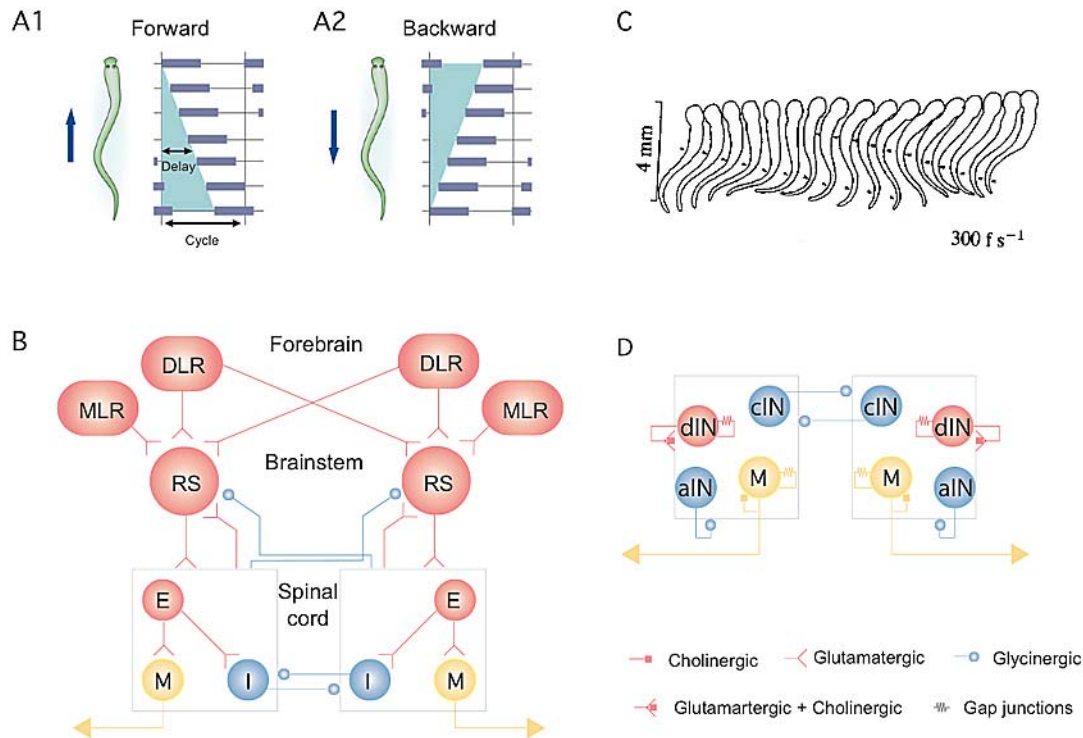 A1
Forward
Delay
Cycle
A2
Backward
C
4 mm
300 f s⁻¹
B
Forebrain
DLR
DLR
MLR
MLR
Brainstem
RS
RS
Spinal
cord
E
E
M
I
I
M
D
cIN
cIN
dIN
dIN
M
M
aIN
aIN
Cholinergic
Glutamatergic
Glycinergic
Glutamartergic + Cholinergic
Gap junctions